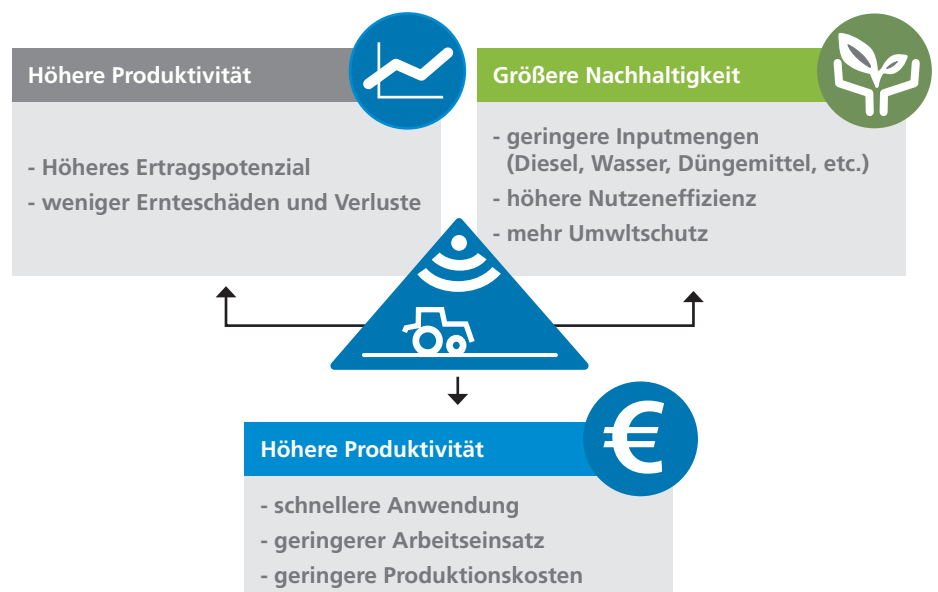 Höhere Produktivität
- Höheres Ertragspotenzial
- weniger Ernteschäden und Verluste
Größere Nachhaltigkeit
- geringere Inputmengen
(Diesel, Wasser, Düngemittel, etc.)
- höhere Nutzeneffizienz
- mehr Umwltschutz
Höhere Produktivität
€
- schnellere Anwendung
- geringerer Arbeitseinsatz
- geringere Produktionskosten